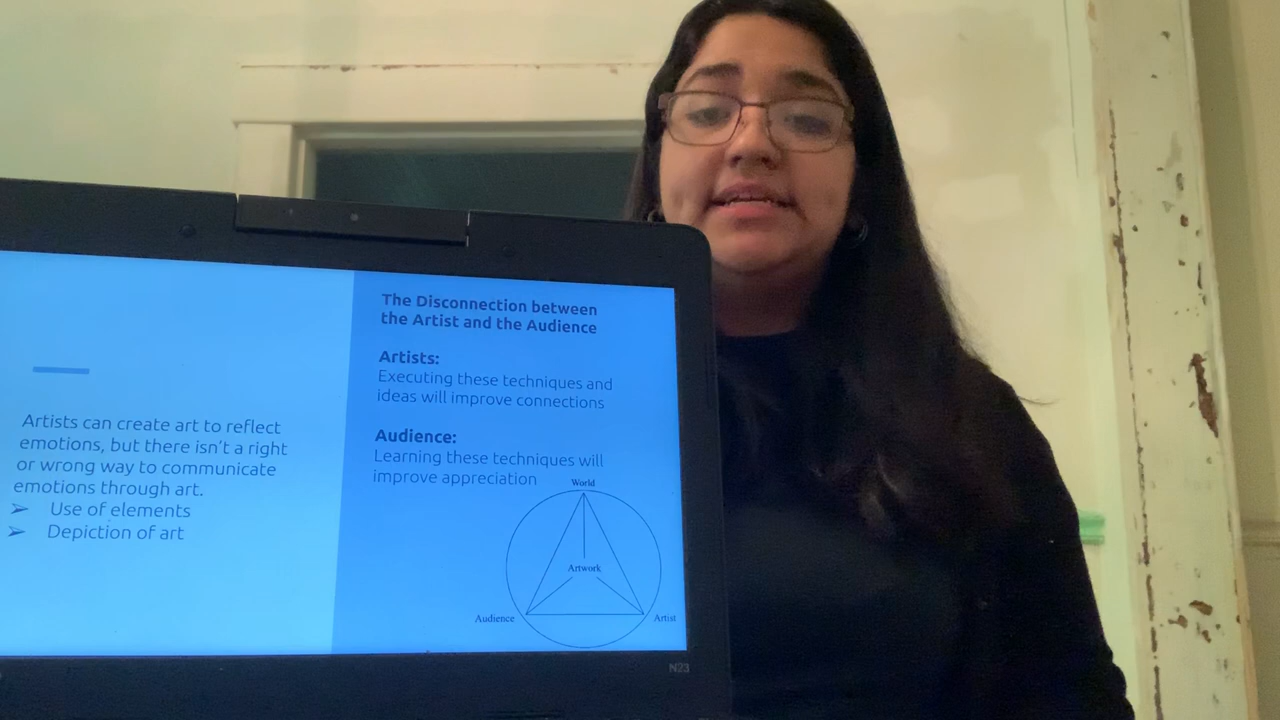 Artists can create art to reflect
emotions, but there isn't a right
or wrong way to communicate
emotions through art.
➢ Use of elements
➢ Depiction of art
The Disconnection between
the Artist and the Audience
Artists:
Executing these techniques and
ideas will improve connections
Audience:
Learning these techniques will
improve appreciation
World
Artwork
Audience
Artist
N23